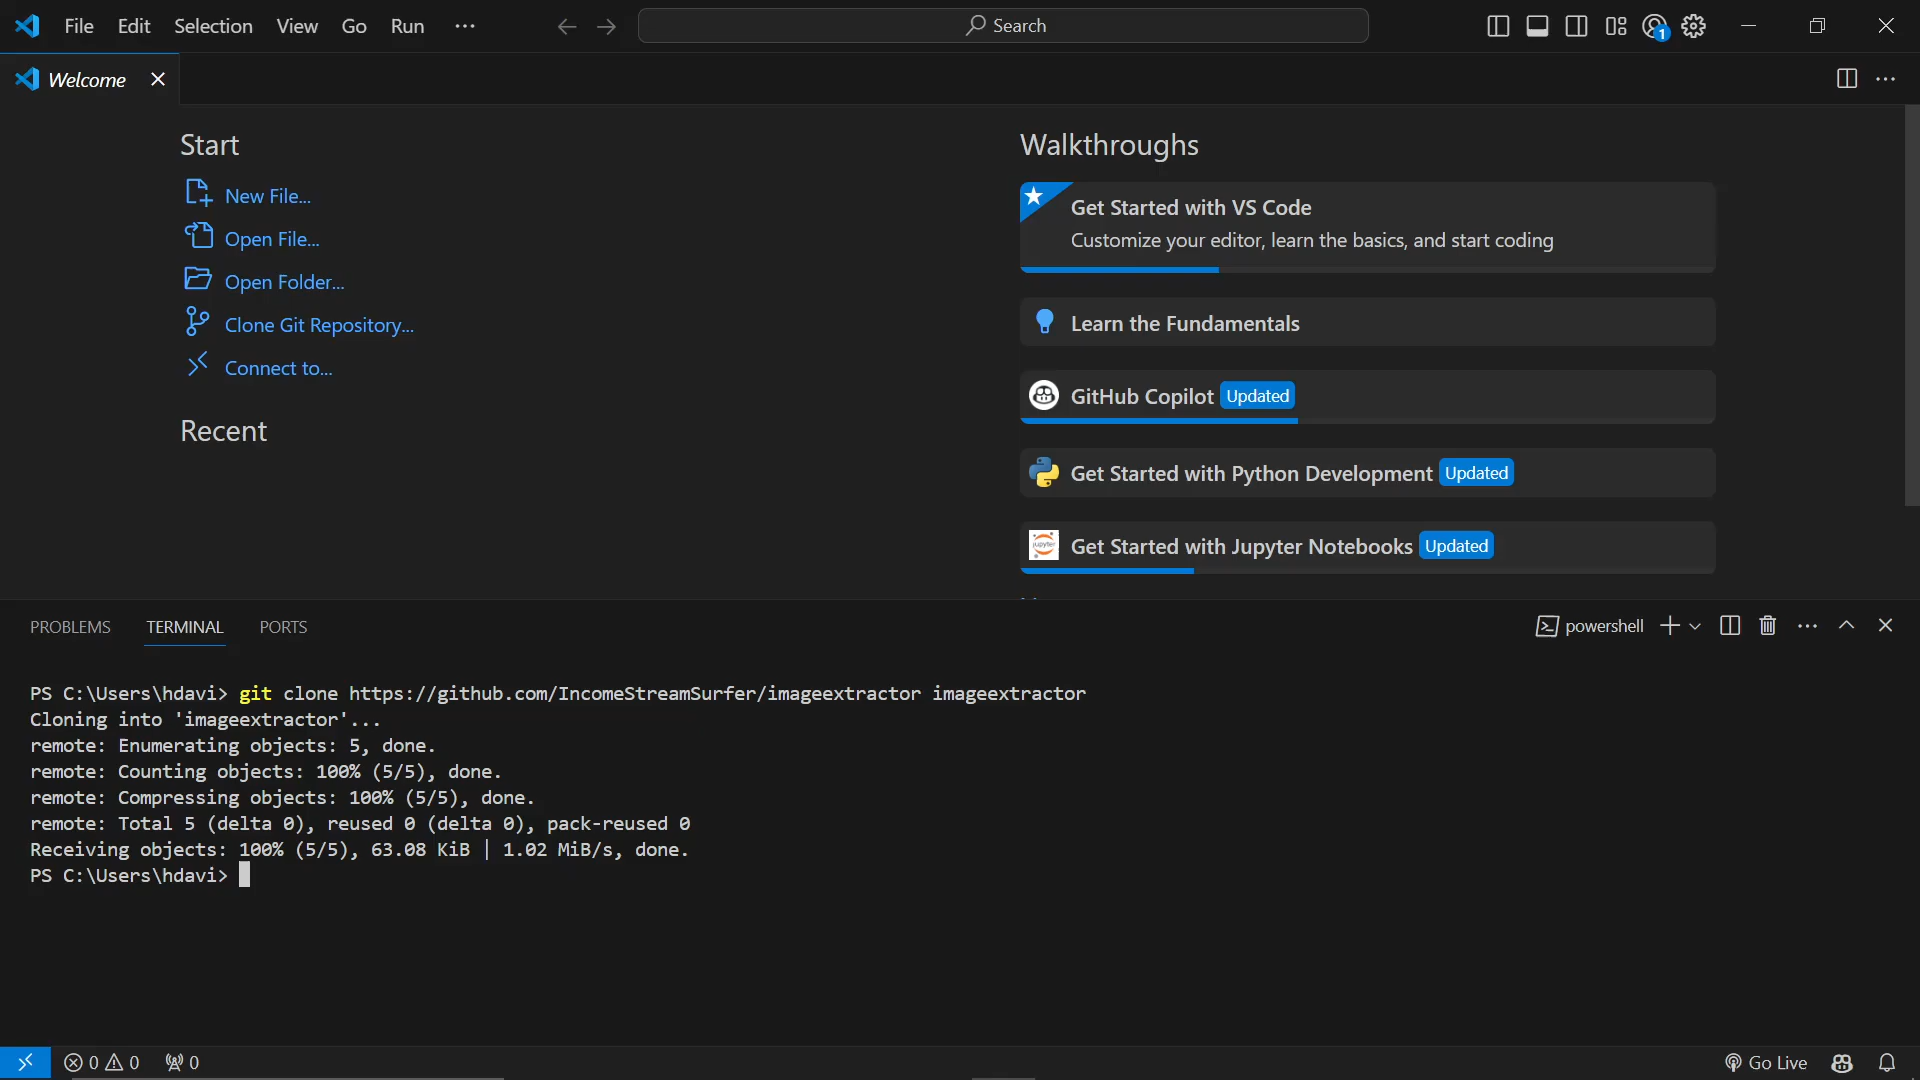 File Edit Selection View Go Run ···
Search
1
Welcome
Start
New File...
Open File...
Open Folder...
Clone Git Repository...
Connect to...
Recent
Walkthroughs
Get Started with VS Code
Customize your editor, learn the basics, and start coding
Learn the Fundamentals
GitHub Copilot Updated
Get Started with Python Development Updated
jupyter Get Started with Jupyter Notebooks Updated
PROBLEMS TERMINAL PORTS
powershell
PS C:\Users\hdavi> git clone https://github.com/IncomeStreamSurfer/imageextractor imageextractor
Cloning into 'imageextractor'...
remote: Enumerating objects: 5, done.
remote: Counting objects: 100% (5/5), done.
remote: Compressing objects: 100% (5/5), done.
remote: Total 5 (delta 0), reused 0 (delta 0), pack-reused 0
Receiving objects: 100% (5/5), 63.08 KiB | 1.02 MiB/s, done.
PS C:\Users\hdavi>
0 0 0
Go Live